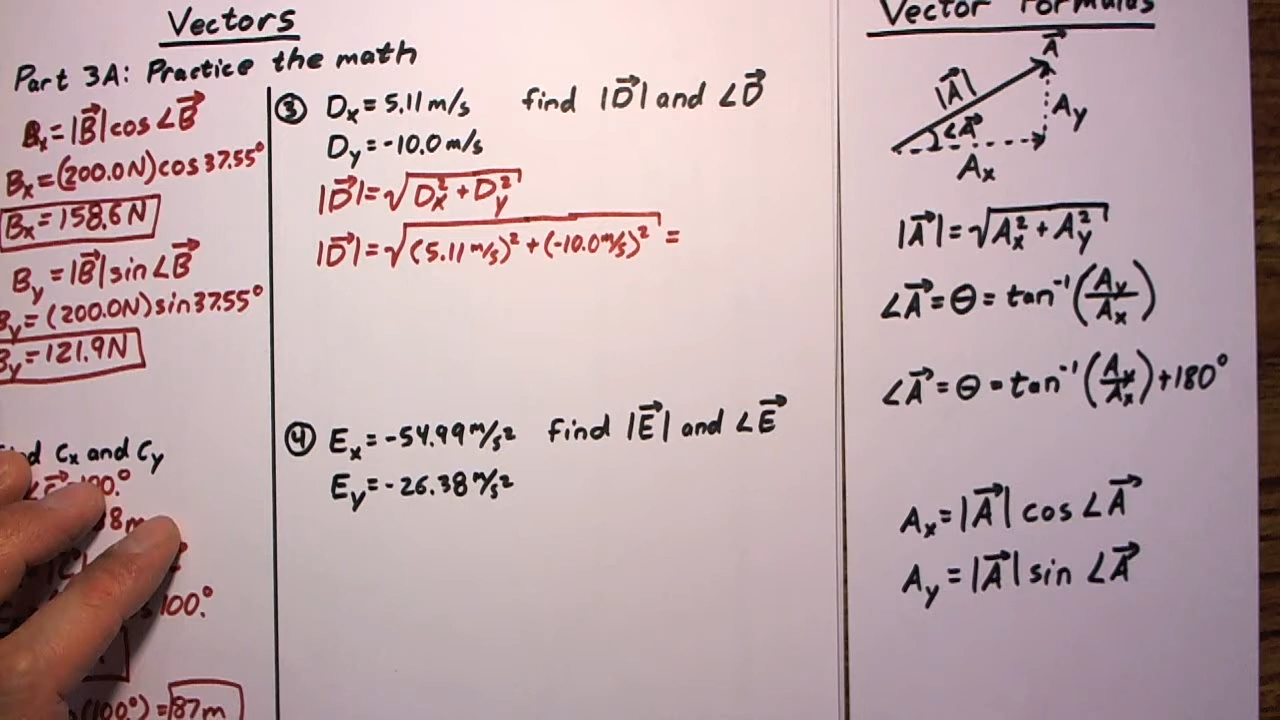 Vectors
Part 3A: Practice the math
Bx = |B⃗| cos ∠B⃗
Bx = (200.0N) cos 37.55°
Bx = 158.6 N
By = |B⃗| sin ∠B⃗
By = (200.0N) sin 37.55°
By = 121.9N
Cx and Cy
100.°
8m
100.°
(100.°) = 87m
③ Dx = 5.11 m/s find |D⃗| and ∠D⃗
Dy = -10.0 m/s
|D⃗| = √(Dx² + Dy²)
|D⃗| = √((5.11 m/s)² + (-10.0 m/s)²) =
④ Ex = -54.99 m/s² find |E⃗| and ∠E⃗
Ey = -26.38 m/s²
Vector Formulas
A⃗
|A⃗|
∠A⃗
Ay
Ax
|A⃗| = √(Ax² + Ay²)
∠A⃗ = θ = tan⁻¹(Ay/Ax)
∠A⃗ = θ = tan⁻¹(Ay/Ax) + 180°
Ax = |A⃗| cos ∠A⃗
Ay = |A⃗| sin ∠A⃗